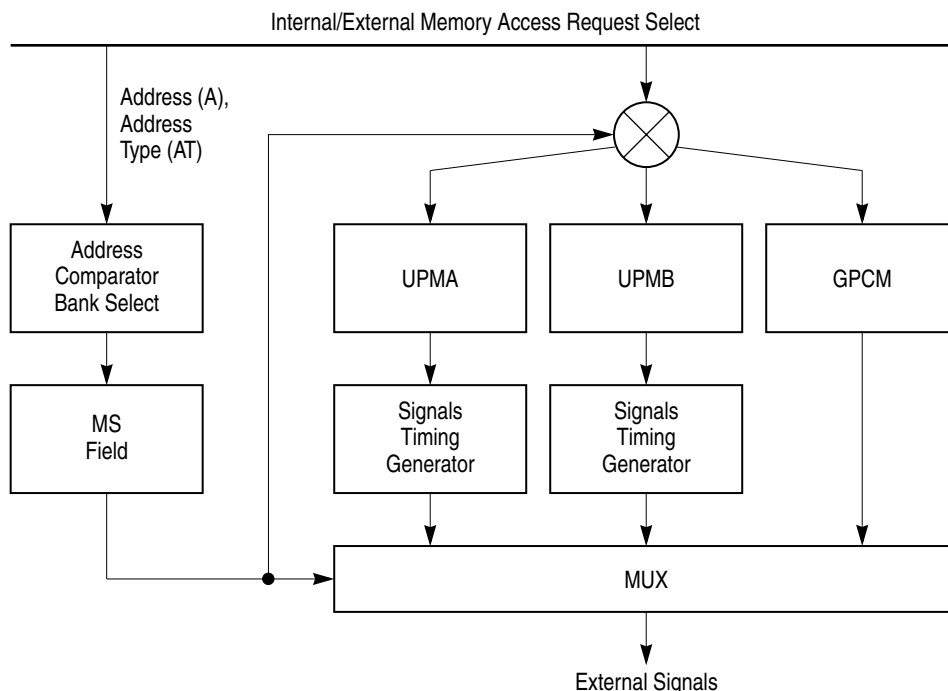 Internal/External Memory Access Request Select
Address (A),
Address
Type (AT)
Address
Comparator
Bank Select
UPMA
UPMB
GPCM
MS
Field
Signals
Timing
Generator
Signals
Timing
Generator
MUX
External Signals